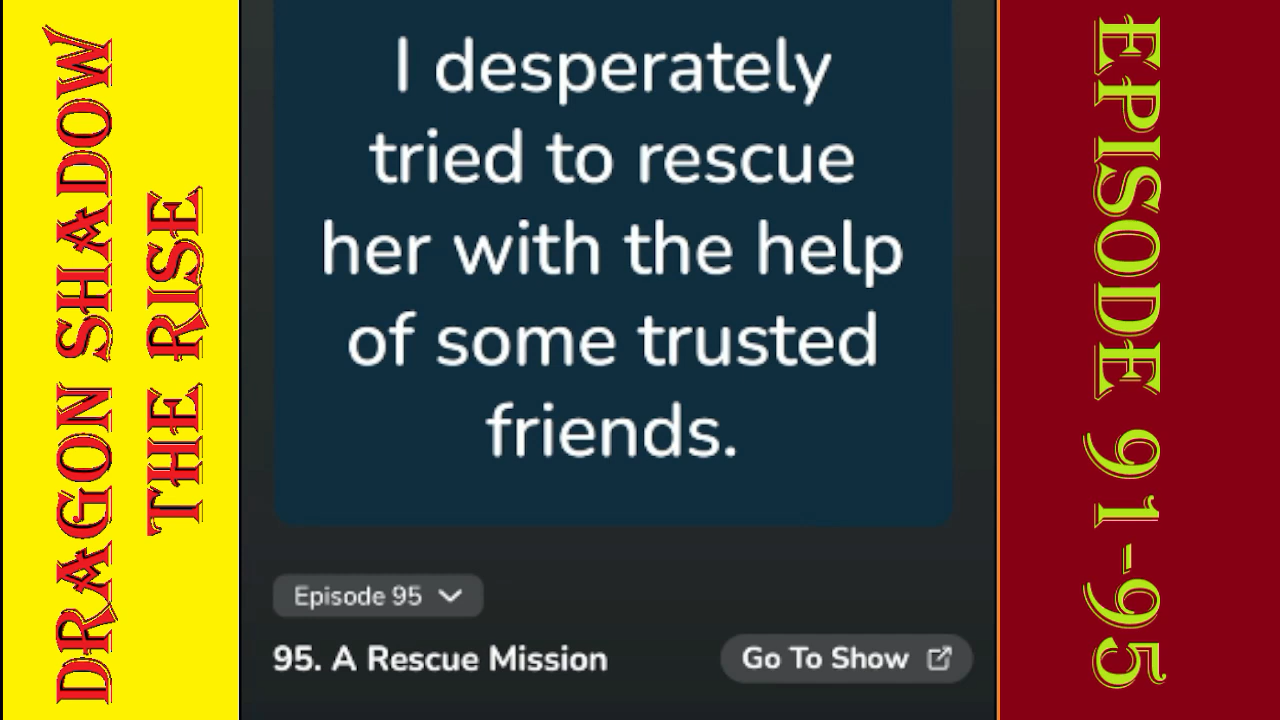 DRAGON SHADOW
THE RISE
I desperately
tried to rescue
her with the help
of some trusted
friends.
Episode 95
95. A Rescue Mission
Go To Show
EPISODE 91-95